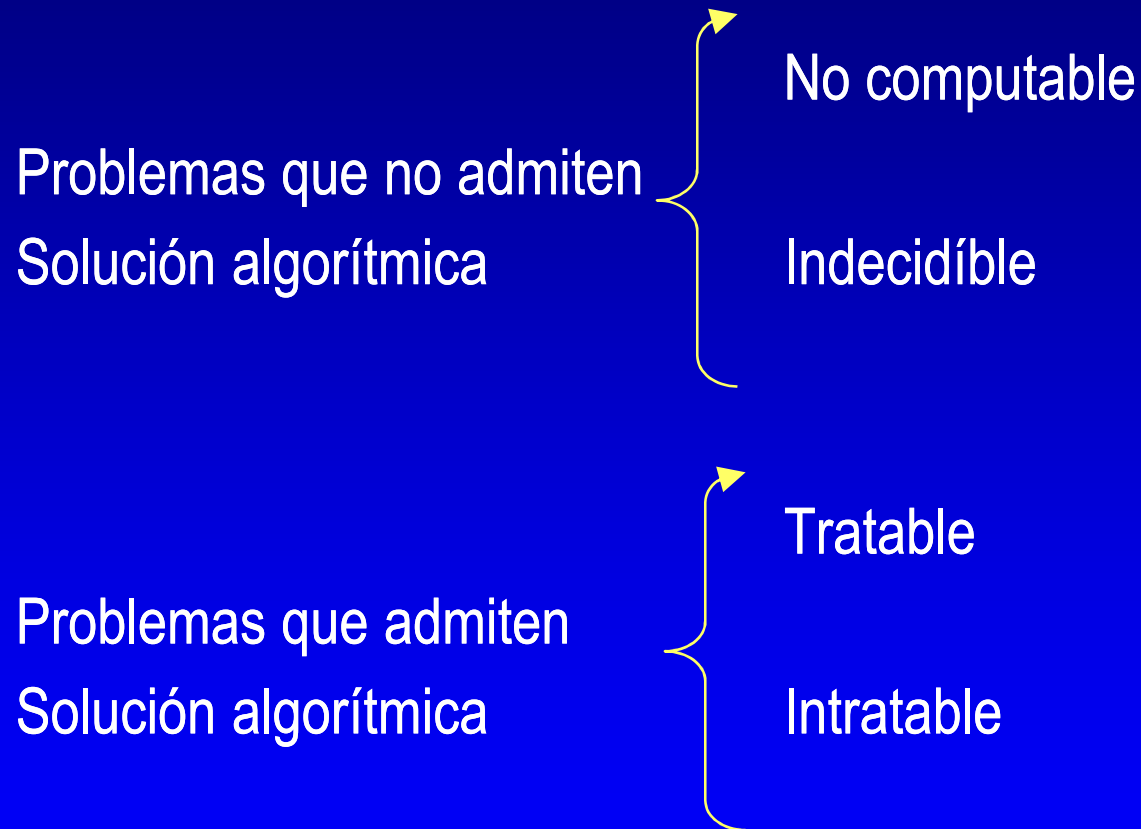 No computable
Problemas que no admiten
Solución algorítmica
Indecidíble
Tratable
Problemas que admiten
Solución algorítmica
Intratable